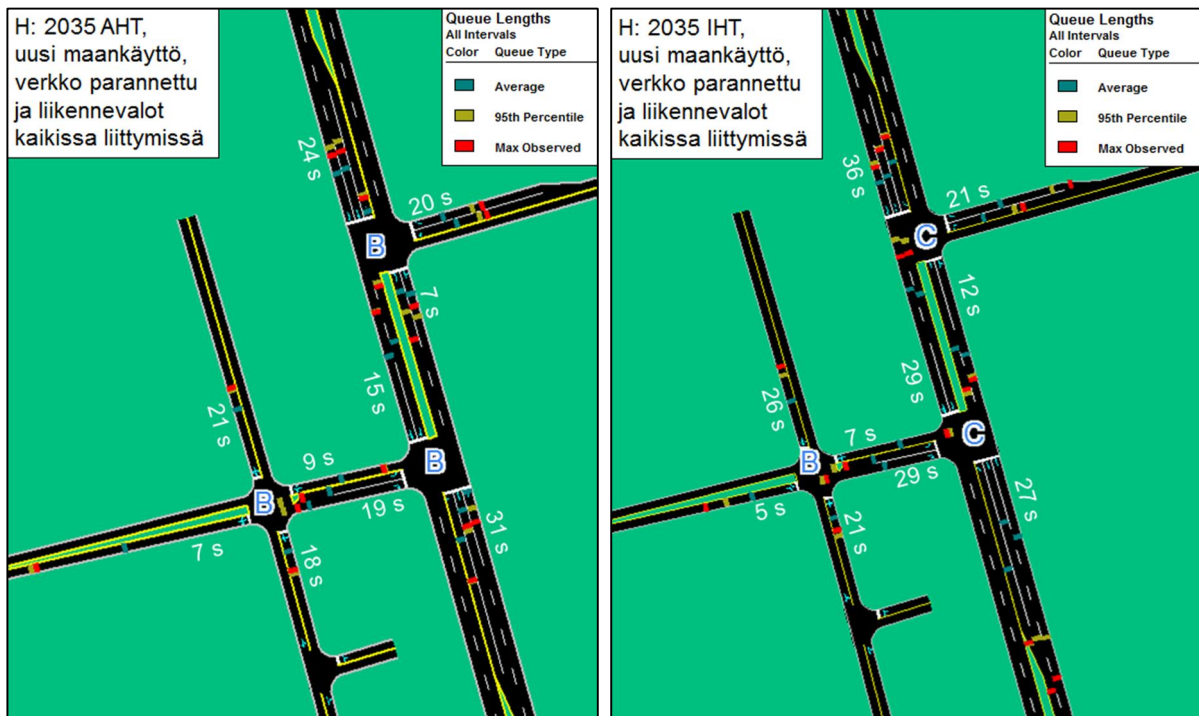 H: 2035 AHT,
uusi maankäyttö,
verkko parannettu
ja liikennevalot
kaikissa liittymissä
Queue Lengths
All Intervals
Color Queue Type
Average
95th Percentile
Max Observed
24 s
20 s
B
7 s
15 s
21 s
9 s
B
B
19 s
31 s
7 s
18 s
H: 2035 IHT,
uusi maankäyttö,
verkko parannettu
ja liikennevalot
kaikissa liittymissä
Queue Lengths
All Intervals
Color Queue Type
Average
95th Percentile
Max Observed
36 s
21 s
C
12 s
29 s
26 s
7 s
C
B
29 s
27 s
5 s
21 s